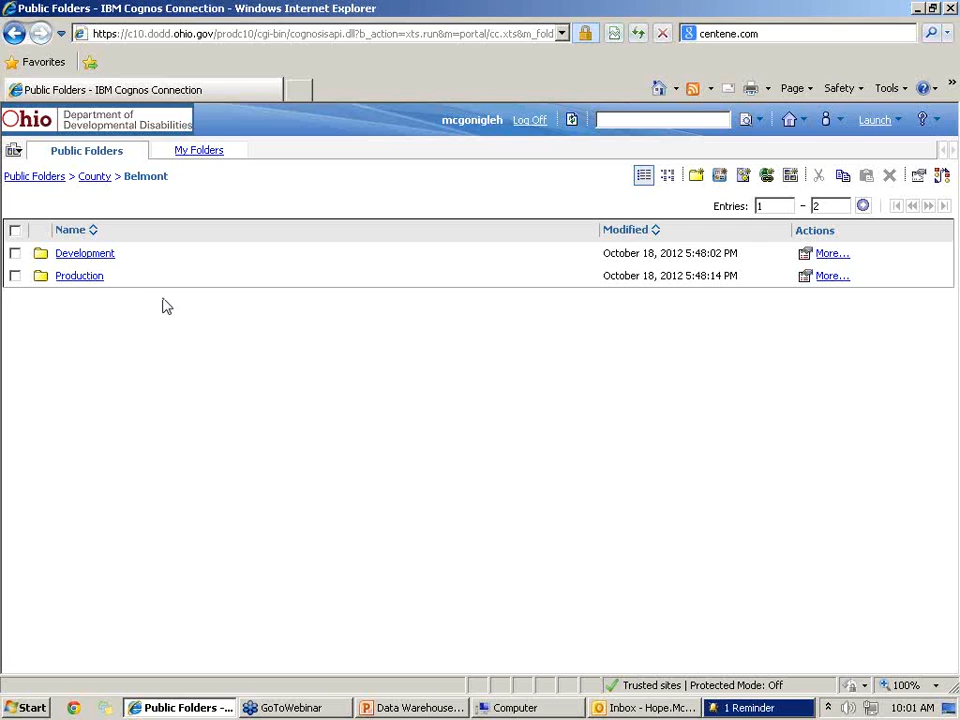 Public Folders - IBM Cognos Connection - Windows Internet Explorer
https://c10.dodd.ohio.gov/prodc10/cgi-bin/cognosisapi.dll?b_action=xts.run&m=portal/cc.xts&m_fold
centene.com
Favorites
Public Folders - IBM Cognos Connection
Page Safety Tools »
Ohio Department of Developmental Disabilities
mcgonigleh Log Off Launch
Public Folders My Folders
Public Folders > County > Belmont
Entries: 1 - 2
Name Modified Actions
Development October 18, 2012 5:48:02 PM More...
Production October 18, 2012 5:48:14 PM More...
Trusted sites | Protected Mode: Off 100%
Start Public Folders -... GoToWebinar Data Warehouse... Computer Inbox - Hope.Mc... 1 Reminder 10:01 AM